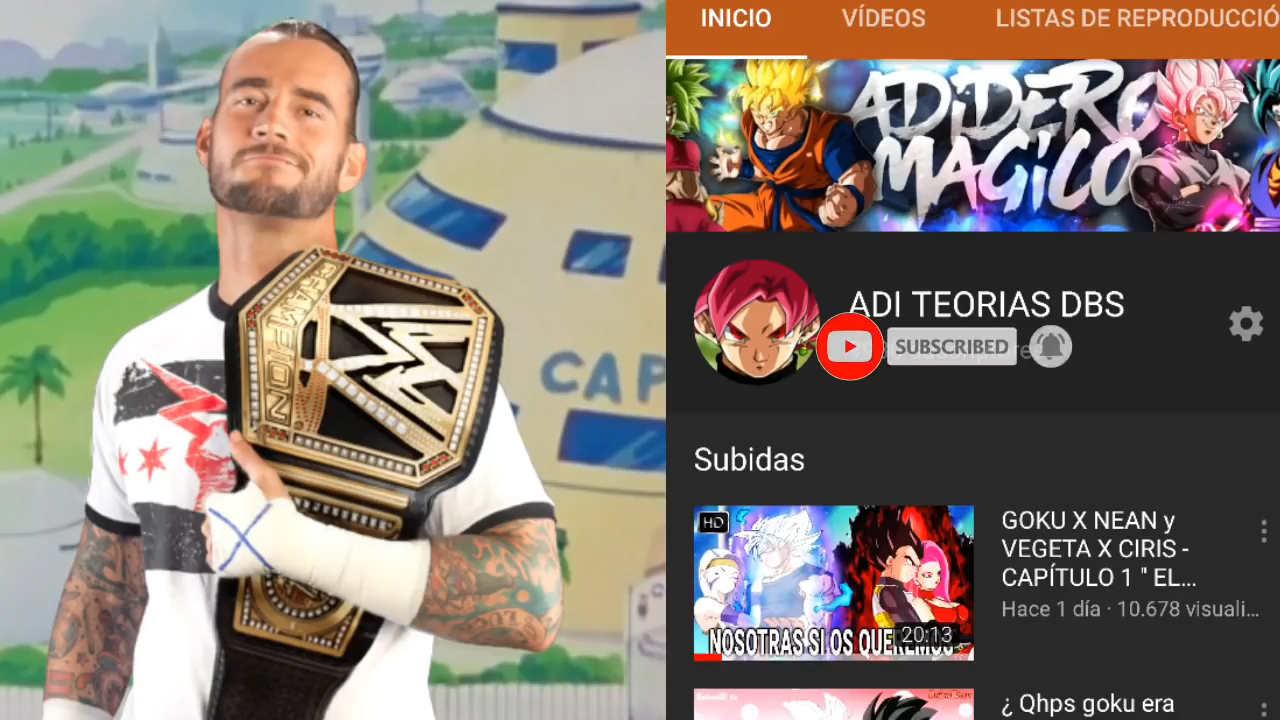 CHAMPION
W
X
CAP
INICIO
VÍDEOS
LISTAS DE REPRODUCCIÓ
ADIDERO
MAGICO
ADI TEORIAS DBS
SUBSCRIBED
Subidas
HD
NOSOTRAS SI OS QUEREMOS
20:13
GOKU X NEAN y
VEGETA X CIRIS -
CAPÍTULO 1 " EL...
Hace 1 día · 10.678 visuali...
¿ Qhps goku era